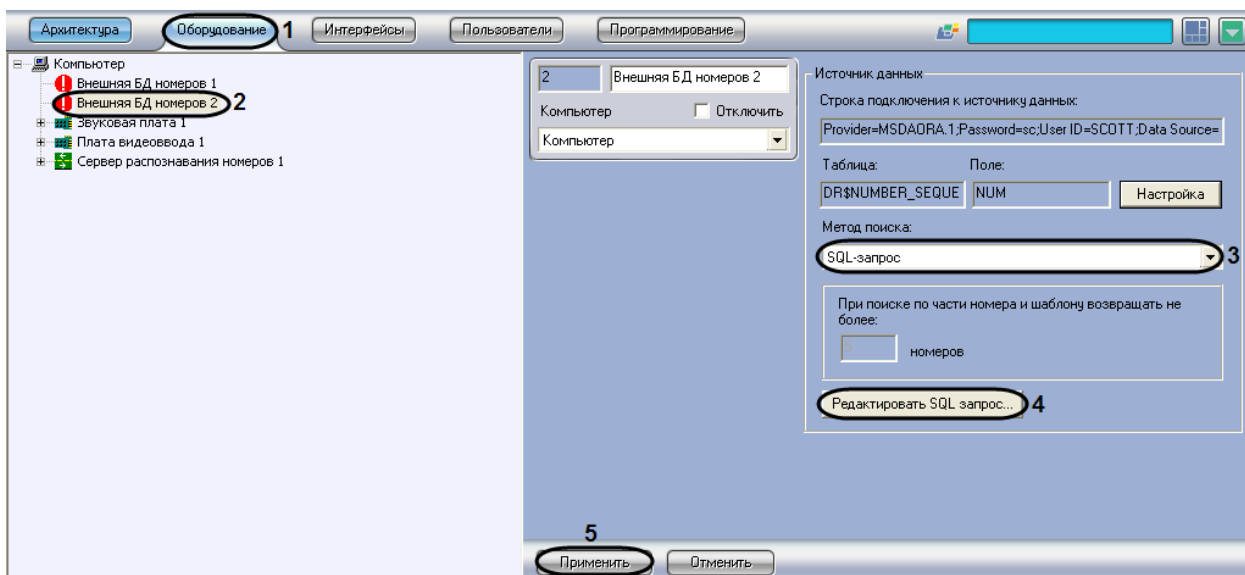 Архитектура Оборудование 1 Интерфейсы Пользователи Программирование
Компьютер
Внешняя БД номеров 1
Внешняя БД номеров 2 2
Звуковая плата 1
Плата видеоввода 1
Сервер распознавания номеров 1
2 Внешняя БД номеров 2
Компьютер Отключить
Компьютер
Источник данных
Строка подключения к источнику данных:
Provider=MSDAORA.1;Password=sc;User ID=SCOTT;Data Source=
Таблица: Поле:
DR$NUMBER_SEQUE NUM Настройка
Метод поиска:
SQL-запрос 3
При поиске по части номера и шаблону возвращать не
более:
5 номеров
Редактировать SQL запрос... 4
5
Применить Отменить